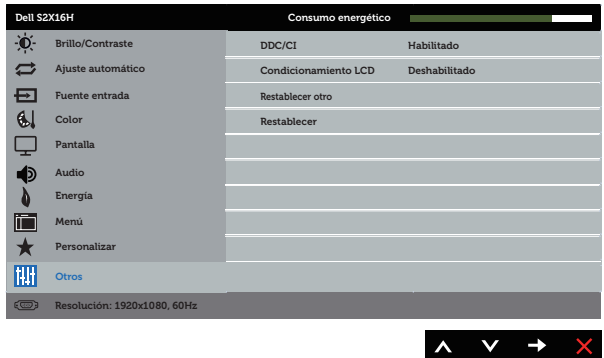 Dell S2X16H Consumo energético
Brillo/Contraste DDC/CI Habilitado
Ajuste automático Condicionamiento LCD Deshabilitado
Fuente entrada Restablecer otro
Color Restablecer
Pantalla
Audio
Energía
Menú
Personalizar
Otros
Resolución: 1920x1080, 60Hz